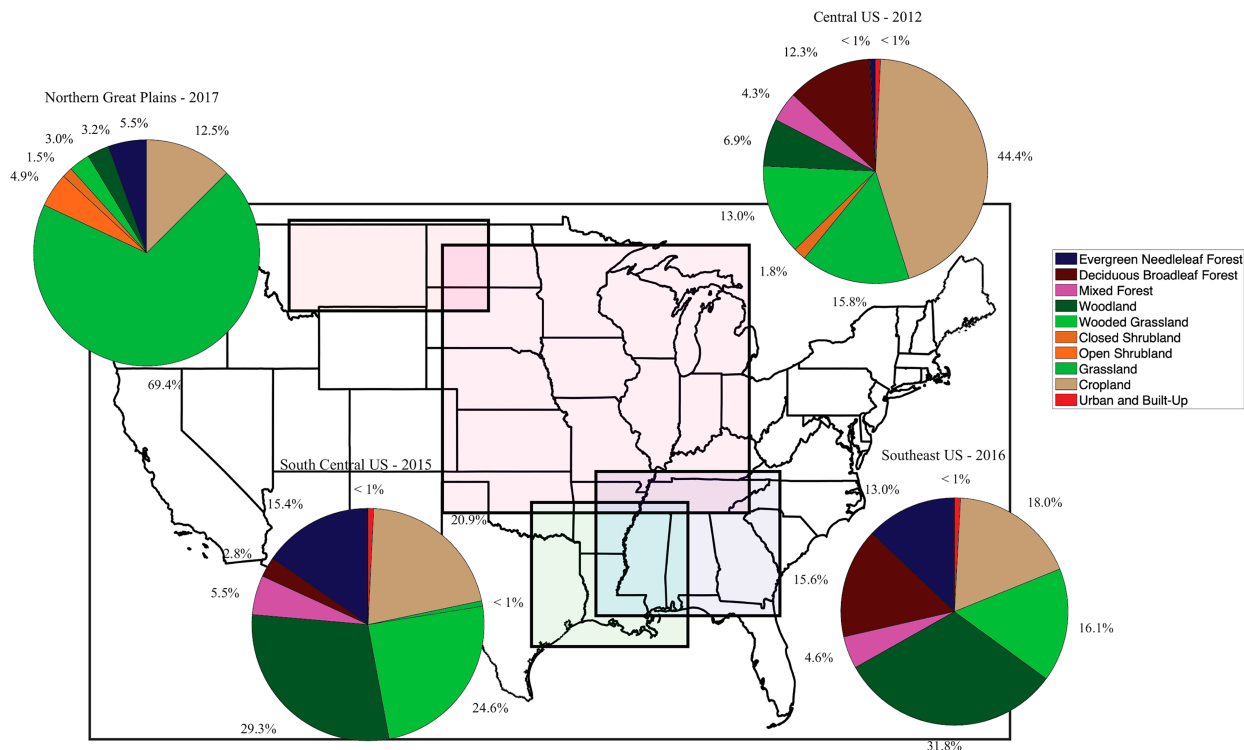 Central US - 2012
< 1%
< 1%
12.3%
4.3%
6.9%
13.0%
1.8%
15.8%
44.4%
Northern Great Plains - 2017
5.5%
3.2%
3.0%
1.5%
4.9%
12.5%
69.4%
Evergreen Needleleaf Forest
Deciduous Broadleaf Forest
Mixed Forest
Woodland
Wooded Grassland
Closed Shrubland
Open Shrubland
Grassland
Cropland
Urban and Built-Up
South Central US - 2015
< 1%
15.4%
2.8%
5.5%
29.3%
24.6%
< 1%
20.9%
Southeast US - 2016
< 1%
13.0%
15.6%
4.6%
31.8%
16.1%
18.0%